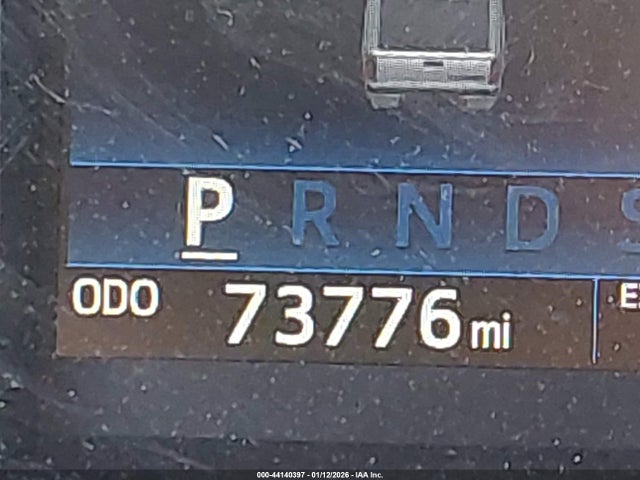 P R N D S
ODO 73776 mi E
000-44140397 - 01/12/2026 - IAA Inc.